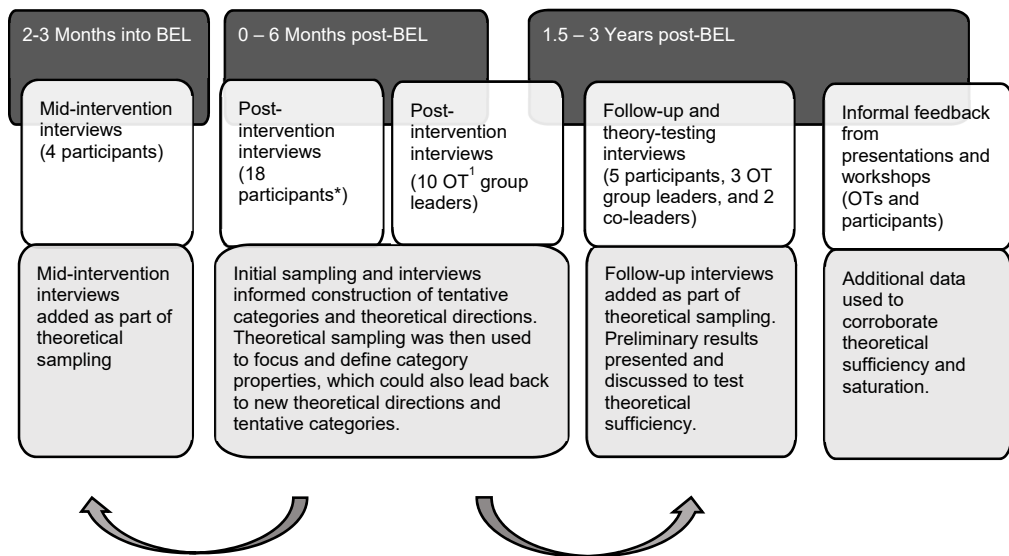 2-3 Months into BEL
0 – 6 Months post-BEL
1.5 – 3 Years post-BEL
Mid-intervention
interviews
(4 participants)
Post-
intervention
interviews
(18
participants*)
Post-
intervention
interviews
(10 OT¹ group
leaders)
Follow-up and
theory-testing
interviews
(5 participants, 3 OT
group leaders, and 2
co-leaders)
Informal feedback
from
presentations and
workshops
(OTs and
participants)
Mid-intervention
interviews
added as part of
theoretical
sampling
Initial sampling and interviews
informed construction of tentative
categories and theoretical directions.
Theoretical sampling was then used
to focus and define category
properties, which could also lead back
to new theoretical directions and
tentative categories.
Follow-up interviews
added as part of
theoretical sampling.
Preliminary results
presented and
discussed to test
theoretical
sufficiency.
Additional data
used to
corroborate
theoretical
sufficiency and
saturation.